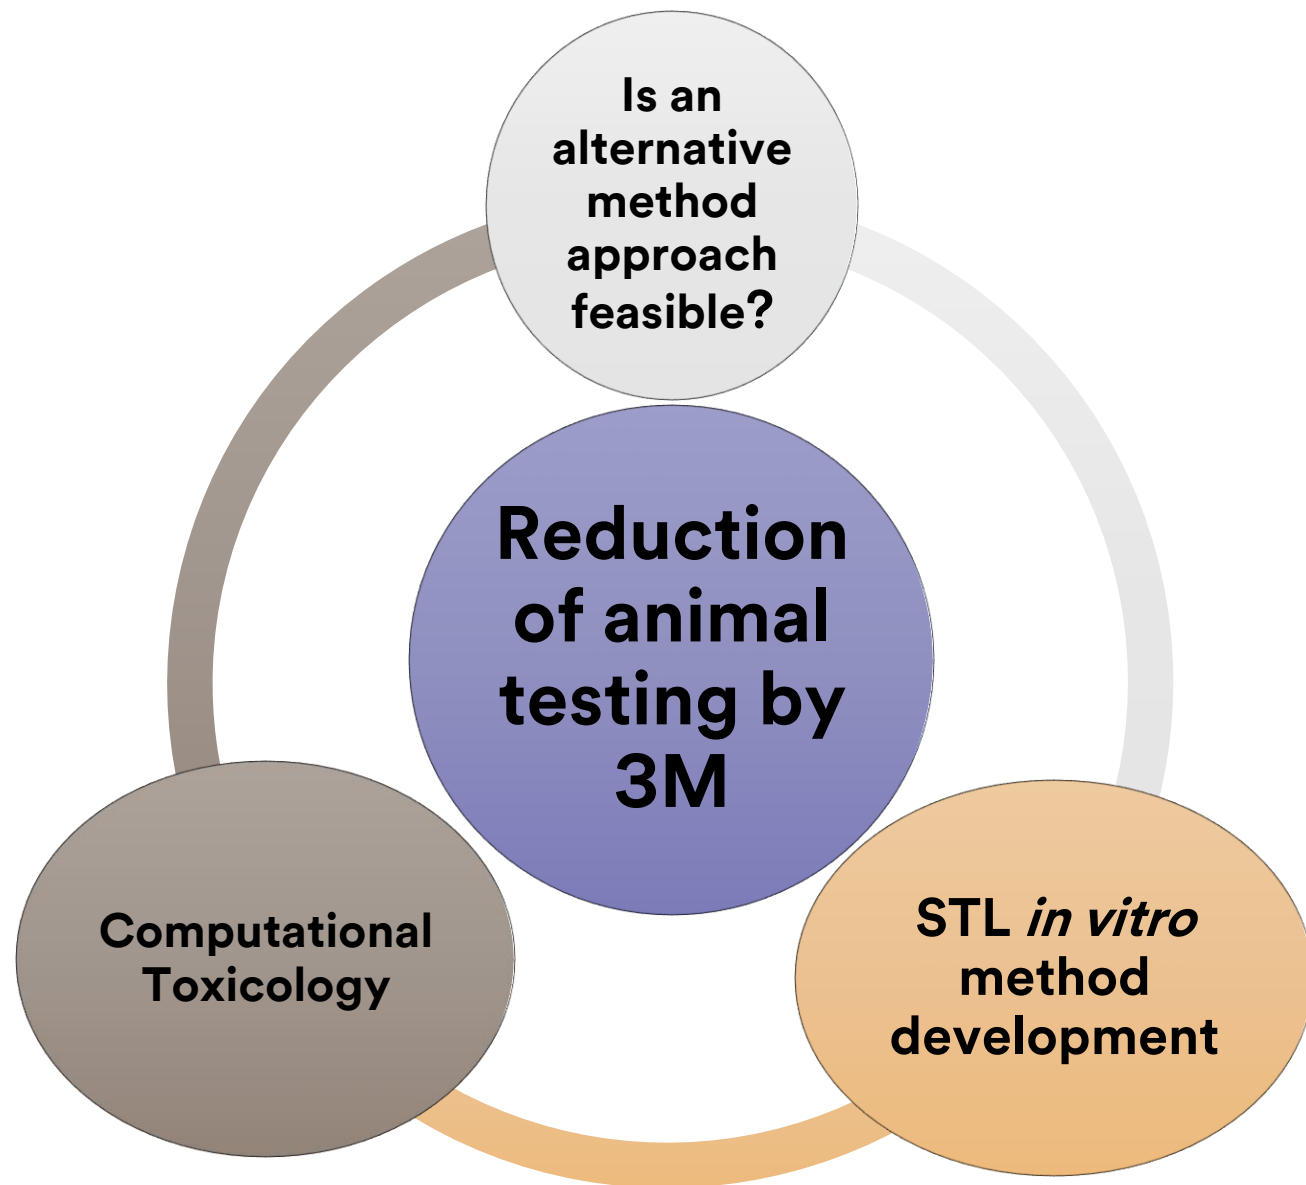 Is an
alternative
method
approach
feasible?
Reduction
of animal
testing by
3M
Computational
Toxicology
STL in vitro
method
development